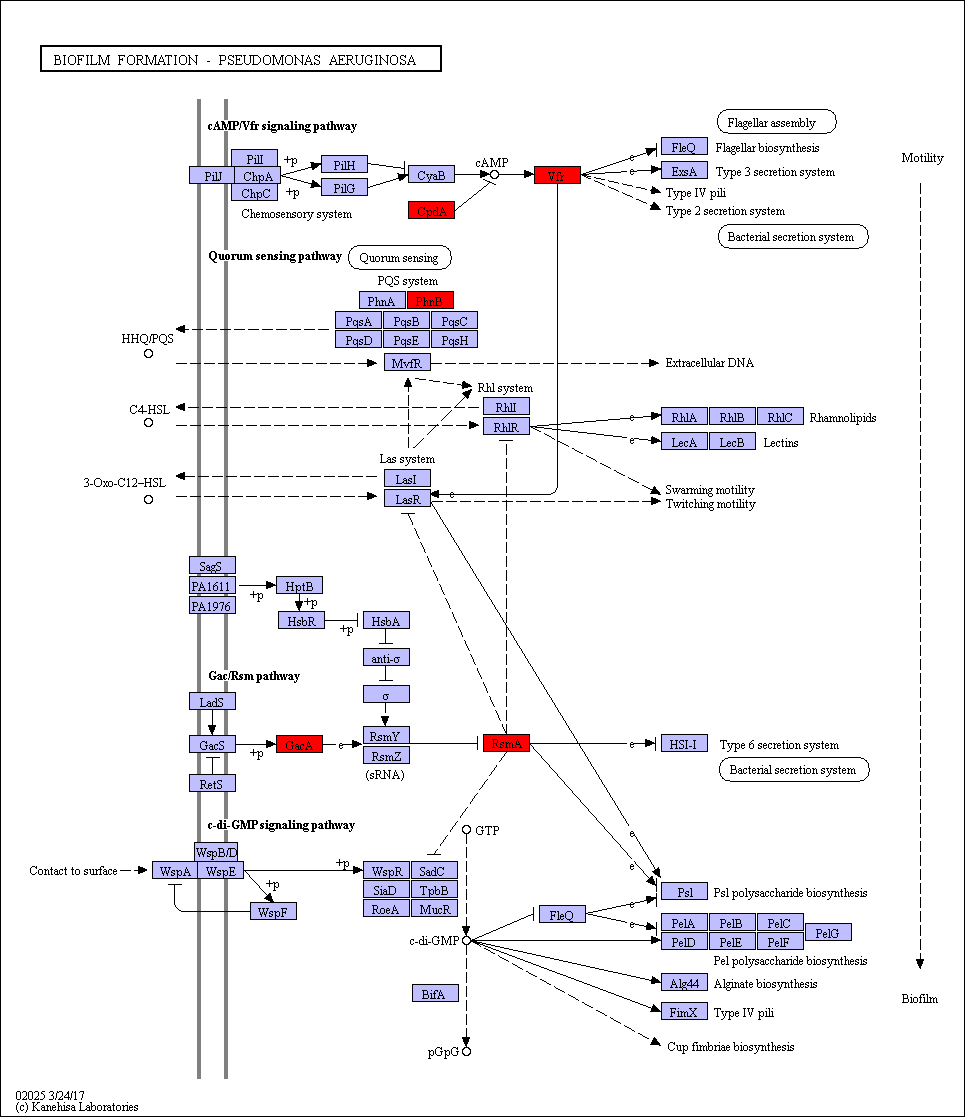 BIOFILM FORMATION - PSEUDOMONAS AERUGINOSA
cAMP/Vfr signaling pathway
Flagellar assembly
PilI
+p
PilH
cAMP
FleQ
Flagellar biosynthesis
Motility
PilJ
ChpA
CyaB
Vfr
e
e
ExsA
Type 3 secretion system
ChpC
+p
PilG
Type IV pili
Chemosensory system
CpdA
Type 2 secretion system
Bacterial secretion system
Quorum sensing pathway
Quorum sensing
PQS system
PhnA
PhnB
PqsA
PqsB
PqsC
HHQ/PQS
PqsD
PqsE
PqsH
MvfR
Extracellular DNA
Rhl system
C4-HSL
RhlI
RhlR
e
RhlA
RhlB
RhlC
Rhamnolipids
e
LecA
LecB
Lectins
Las system
3-Oxo-C12-HSL
LasI
LasR
e
Swarming motility
Twitching motility
SagS
PA1611
+p
HptB
PA1976
+p
HsbR
+p
HsbA
anti-σ
Gac/Rsm pathway
LadS
σ
GacS
+p
GacA
e
RsmY
RsmZ
(sRNA)
RsmA
e
HSI-I
Type 6 secretion system
Bacterial secretion system
RetS
c-di-GMP signaling pathway
GTP
e
WspB/D
Contact to surface
WspA
WspE
+p
WspR
SadC
e
+p
SiaD
TpbB
Psl
Psl polysaccharide biosynthesis
WspF
RoeA
MucR
FleQ
e
e
PelA
PelB
PelC
PelG
c-di-GMP
PelD
PelE
PelF
Pel polysaccharide biosynthesis
Alg44
Alginate biosynthesis
BifA
Biofilm
FimX
Type IV pili
pGpG
Cup fimbriae biosynthesis
02025 3/24/17
(c) Kanehisa Laboratories